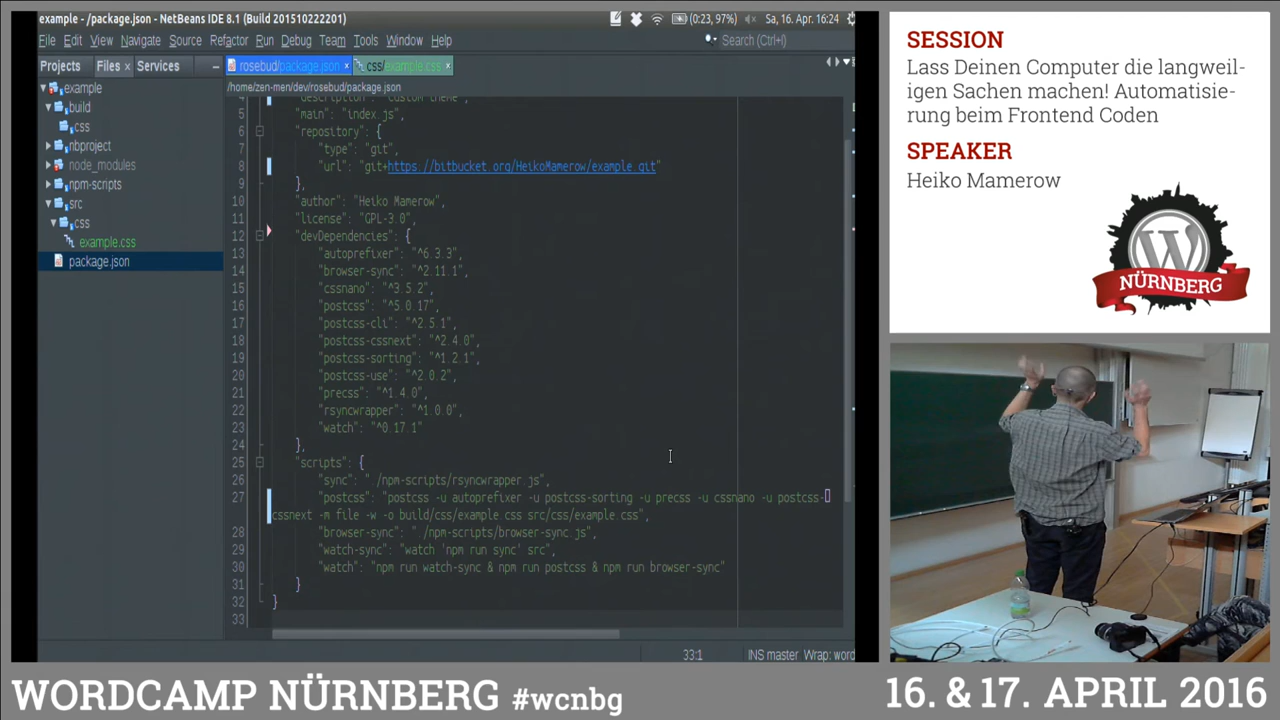 example - /package.json - NetBeans IDE 8.1 (Build 201510222201)
(0:23, 97%)
Sa, 16. Apr. 16:24
File Edit View Navigate Source Refactor Run Debug Team Tools Window Help
Search (Ctrl+I)
Projects Files × Services
rosebud/package.json × css/example.css ×
/home/zen-men/dev/rosebud/package.json
example
build
css
nbproject
node_modules
npm-scripts
src
css
example.css
package.json
4 "description": "custom theme",
5 "main": "index.js",
6 "repository": {
7 "type": "git",
8 "url": "git+https://bitbucket.org/HeikoMamerow/example.git"
9 },
10 "author": "Heiko Mamerow",
11 "license": "GPL-3.0",
12 "devDependencies": {
13 "autoprefixer": "^6.3.3",
14 "browser-sync": "^2.11.1",
15 "cssnano": "^3.5.2",
16 "postcss": "^5.0.17",
17 "postcss-cli": "^2.5.1",
18 "postcss-cssnext": "^2.4.0",
19 "postcss-sorting": "^1.2.1",
20 "postcss-use": "^2.0.2",
21 "precss": "^1.4.0",
22 "rsyncwrapper": "^1.0.0",
23 "watch": "^0.17.1"
24 },
25 "scripts": {
26 "sync": "./npm-scripts/rsyncwrapper.js",
27 "postcss": "postcss -u autoprefixer -u postcss-sorting -u precss -u cssnano -u postcss-
cssnext -m file -w -o build/css/example.css src/css/example.css",
28 "browser-sync": "./npm-scripts/browser-sync.js",
29 "watch-sync": "watch 'npm run sync' src",
30 "watch": "npm run watch-sync & npm run postcss & npm run browser-sync"
31 }
32 }
33
33:1 INS master Wrap: word
SESSION
Lass Deinen Computer die langwei-
ligen Sachen machen! Automatisie-
rung beim Frontend Coden
SPEAKER
Heiko Mamerow
W
NÜRNBERG
WORDCAMP NÜRNBERG #wcnbg
16. & 17. APRIL 2016